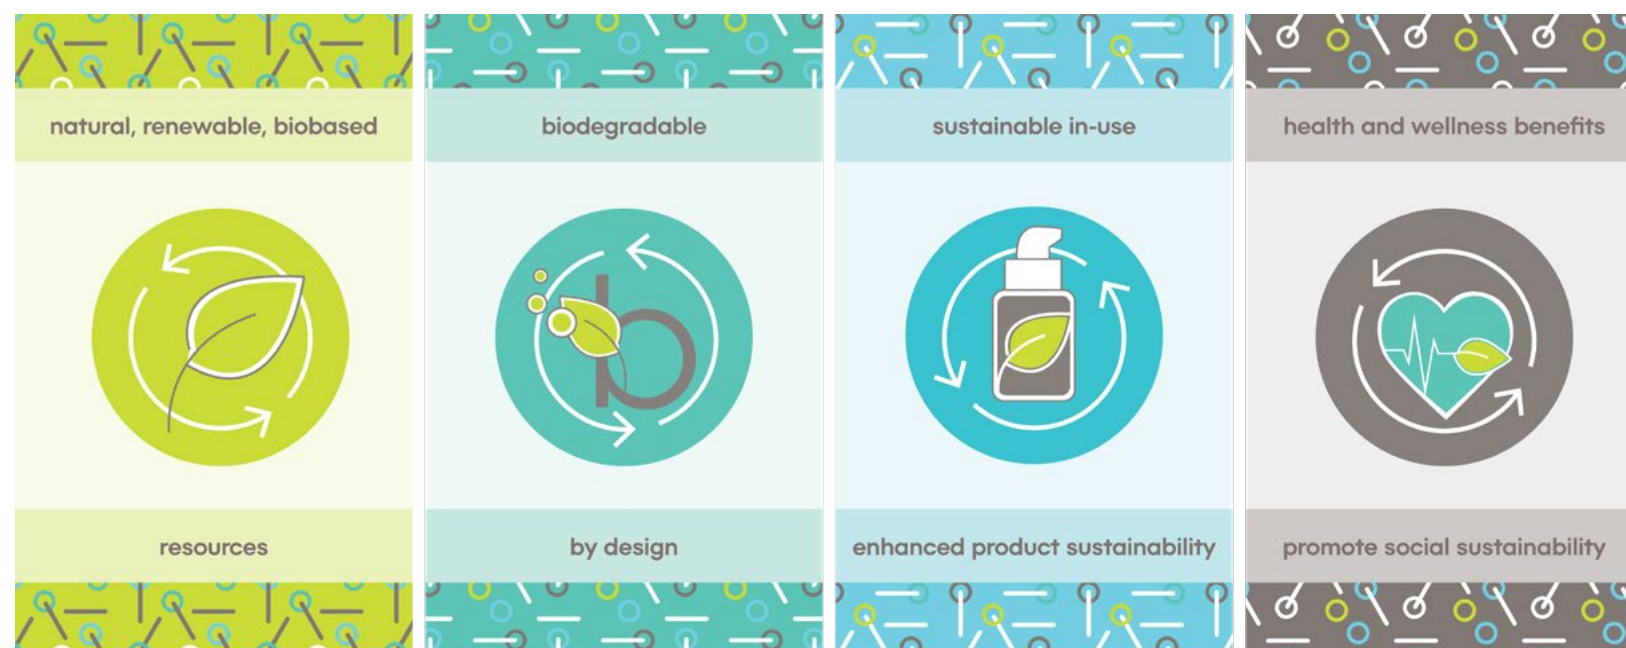 natural, renewable, biobased
resources
biodegradable
b
by design
sustainable in-use
enhanced product sustainability
health and wellness benefits
promote social sustainability